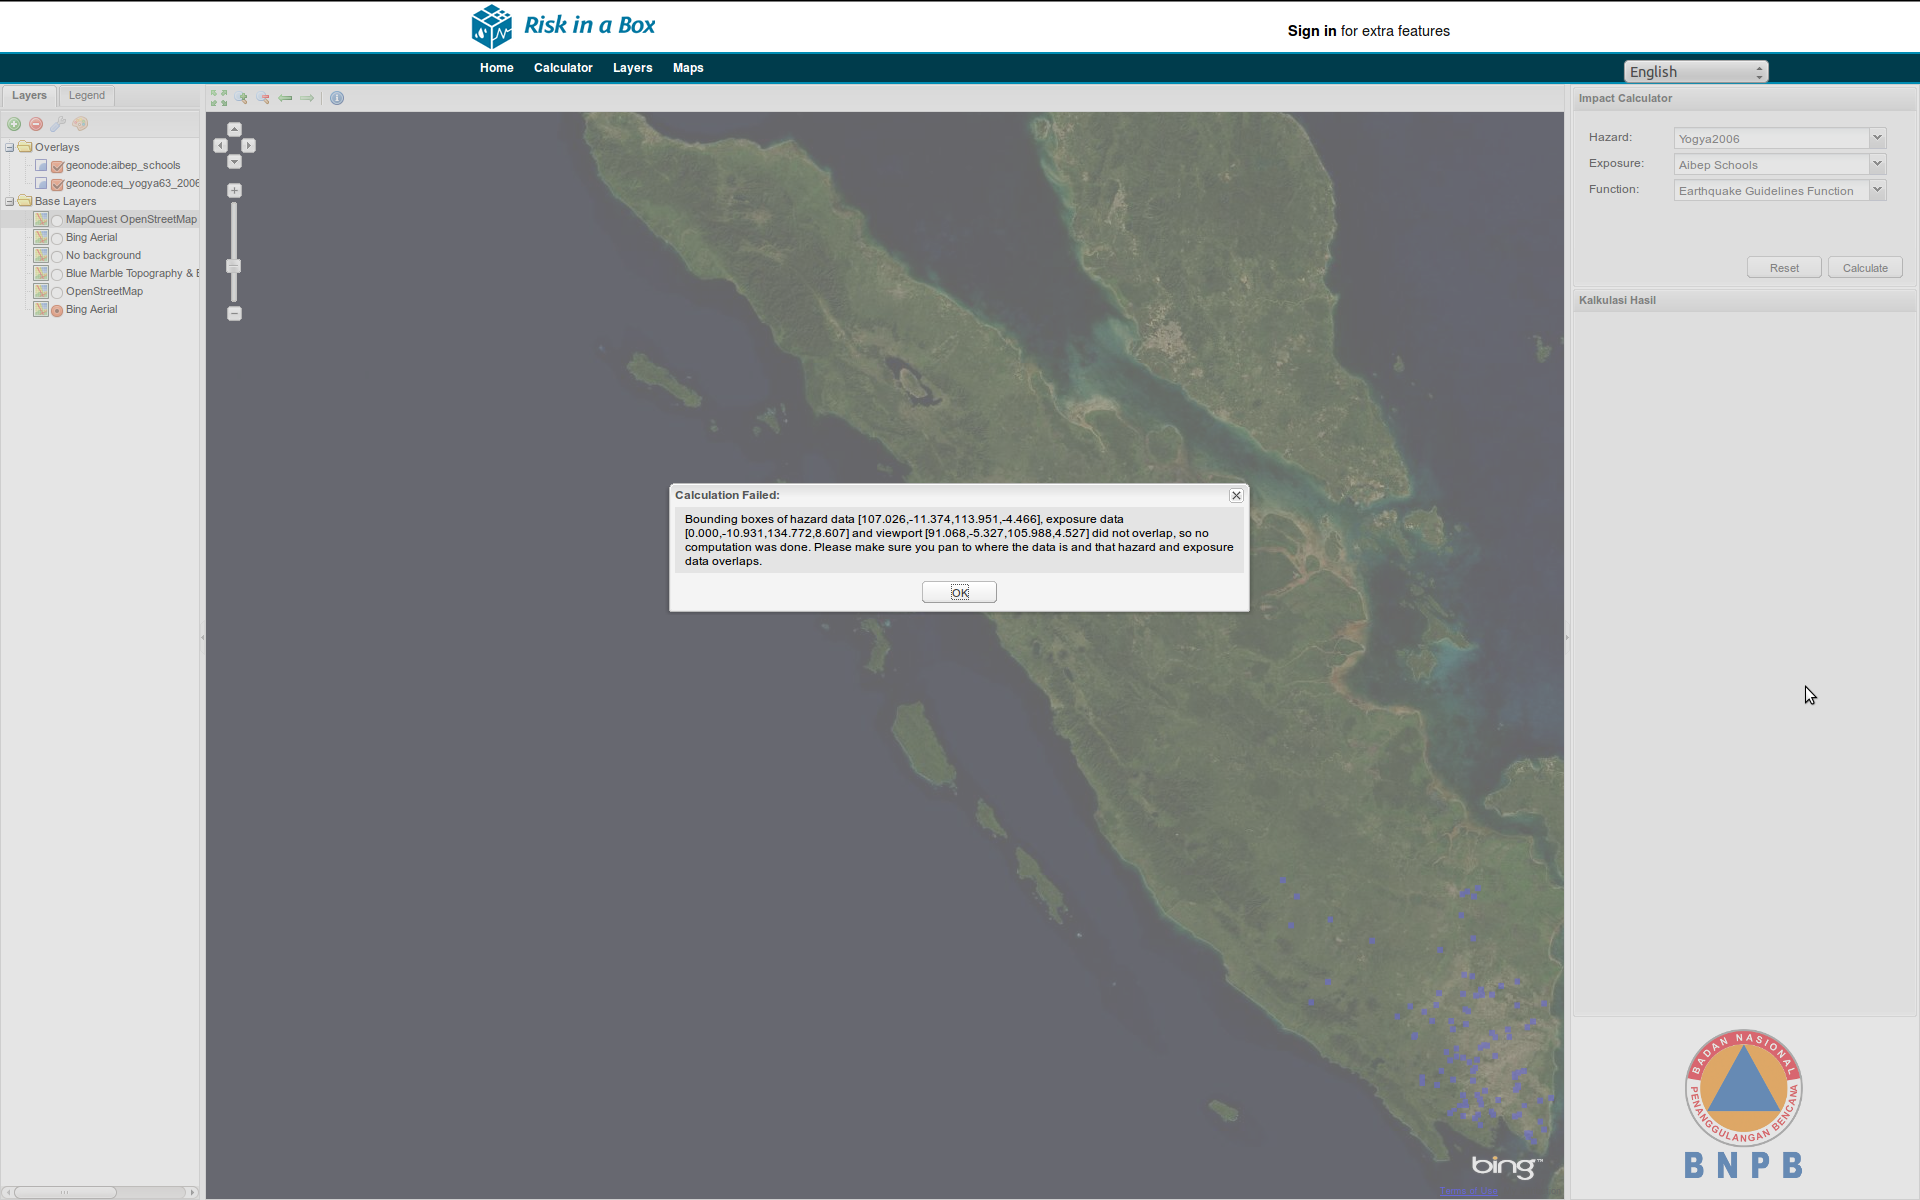 Risk in a Box
Sign in for extra features
Home Calculator Layers Maps
English
Layers Legend
Overlays
geonode:aibep_schools
geonode:eq_yogya63_2006
Base Layers
MapQuest OpenStreetMap
Bing Aerial
No background
Blue Marble Topography & B
OpenStreetMap
Bing Aerial
Calculation Failed:
Bounding boxes of hazard data [107.026,-11.374,113.951,-4.466], exposure data
[0.000,-10.931,134.772,8.607] and viewport [91.068,-5.327,105.988,4.527] did not overlap, so no
computation was done. Please make sure you pan to where the data is and that hazard and exposure
data overlaps.
OK
bing™
Impact Calculator
Hazard: Yogya2006
Exposure: Aibep Schools
Function: Earthquake Guidelines Function
Reset Calculate
Kalkulasi Hasil
BADAN NASIONAL
PENANGGULANGAN BENCANA
BNPB